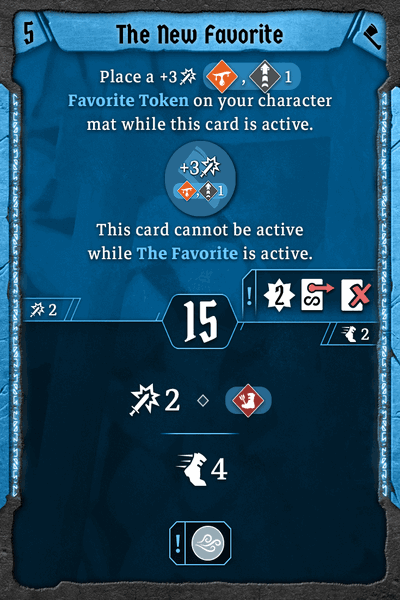 5 The New Favorite
Place a +3 , 1
Favorite Token on your character
mat while this card is active.
+3
, 1
This card cannot be active
while The Favorite is active.
! 2
2
15
2
2
4
!